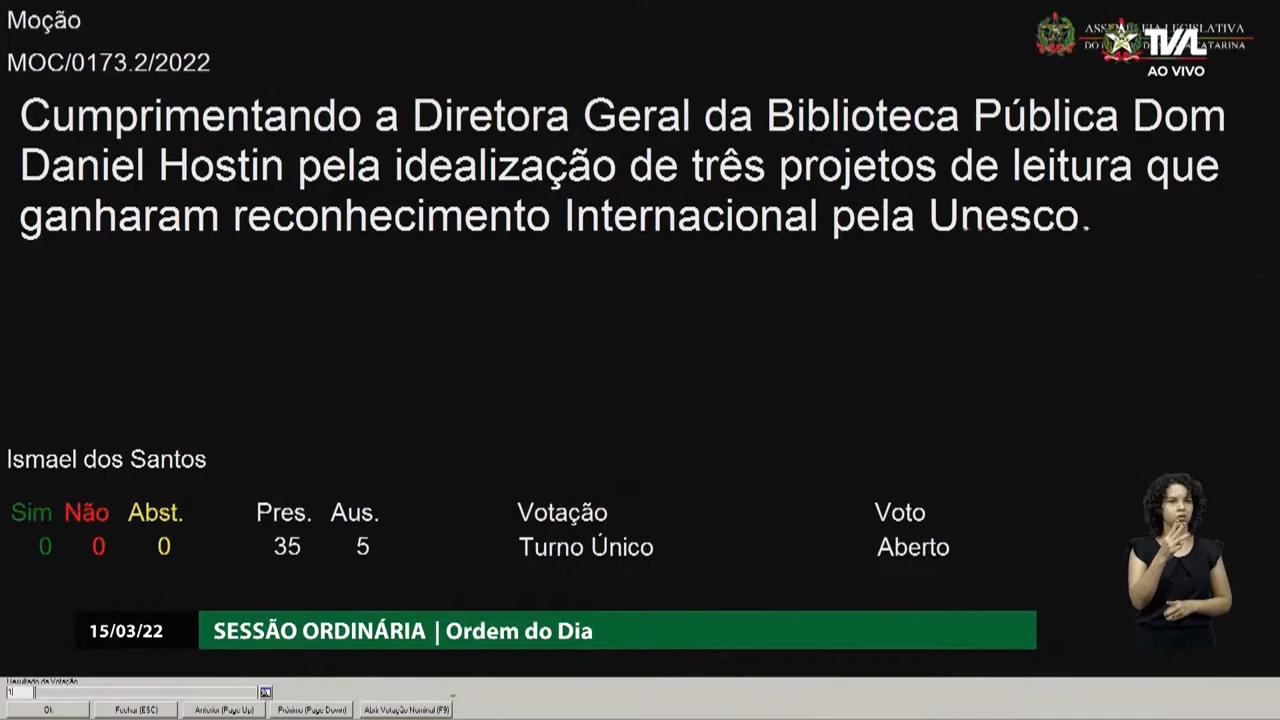 Moção
MOC/0173.2/2022
TVAL
AO VIVO
Cumprimentando a Diretora Geral da Biblioteca Pública Dom
Daniel Hostin pela idealização de três projetos de leitura que
ganharam reconhecimento Internacional pela Unesco.
Ismael dos Santos
Sim Não Abst. Pres. Aus. Votação Voto
0 0 0 35 5 Turno Único Aberto
15/03/22 SESSÃO ORDINÁRIA | Ordem do Dia
Resultado da Votação
Ok Fechar (ESC) Anterior (Page Up) Próximo (Page Down) Abrir Votação Nominal (F9)